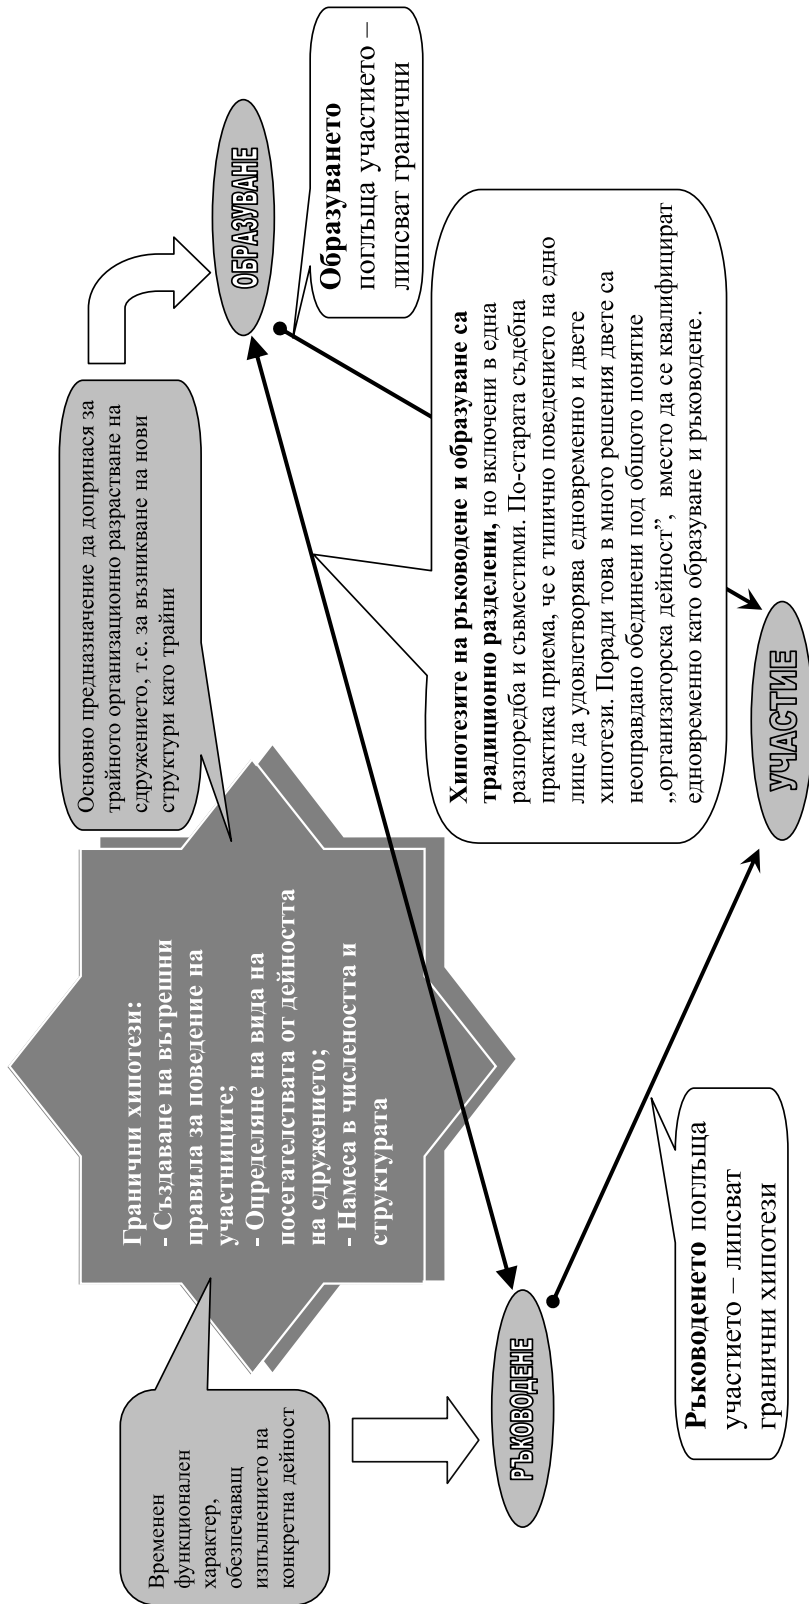 Временен
функционален
характер,
обезпечаващ
изпълнението на
конкретна дейност
Гранични хипотези:
- Създаване на вътрешни
правила за поведение на
участниците;
- Определяне на вида на
посегателствата от дейността
на сдружението;
- Намеса в числеността и
структурата
Основно предназначение да допринася за
трайното организационно разрастване на
сдружението, т.е. за възникване на нови
структури като трайни
ОБРАЗУВАНЕ
Образуването
поглъща участието –
липсват гранични
РЪКОВОДЕНЕ
Хипотезите на ръководене и образуване са
традиционно разделени, но включени в една
разпоредба и съвместими. По-старата съдебна
практика приема, че е типично поведението на едно
лице да удовлетворява едновременно и двете
хипотези. Поради това в много решения двете са
неоправдано обединени под общото понятие
„организаторска дейност”, вместо да се квалифицират
едновременно като образуване и ръководене.
Ръководенето поглъща
участието – липсват
гранични хипотези
УЧАСТИЕ